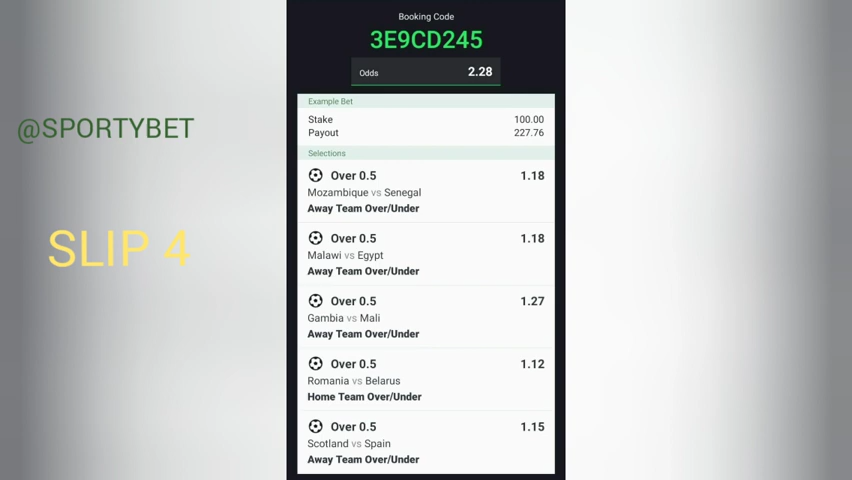 Booking Code
3E9CD245
Odds 2.28
@SPORTYBET
SLIP 4
Example Bet
Stake 100.00
Payout 227.76
Selections
Over 0.5 1.18
Mozambique vs Senegal
Away Team Over/Under
Over 0.5 1.18
Malawi vs Egypt
Away Team Over/Under
Over 0.5 1.27
Gambia vs Mali
Away Team Over/Under
Over 0.5 1.12
Romania vs Belarus
Home Team Over/Under
Over 0.5 1.15
Scotland vs Spain
Away Team Over/Under